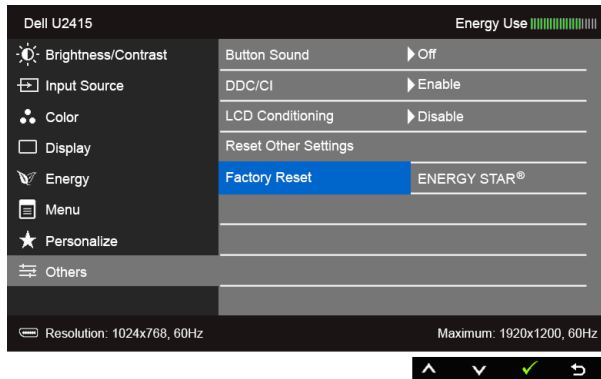 Dell U2415 Energy Use
Brightness/Contrast Button Sound Off
Input Source DDC/CI Enable
Color LCD Conditioning Disable
Display Reset Other Settings
Energy Factory Reset ENERGY STAR®
Menu
Personalize
Others
Resolution: 1024x768, 60Hz Maximum: 1920x1200, 60Hz